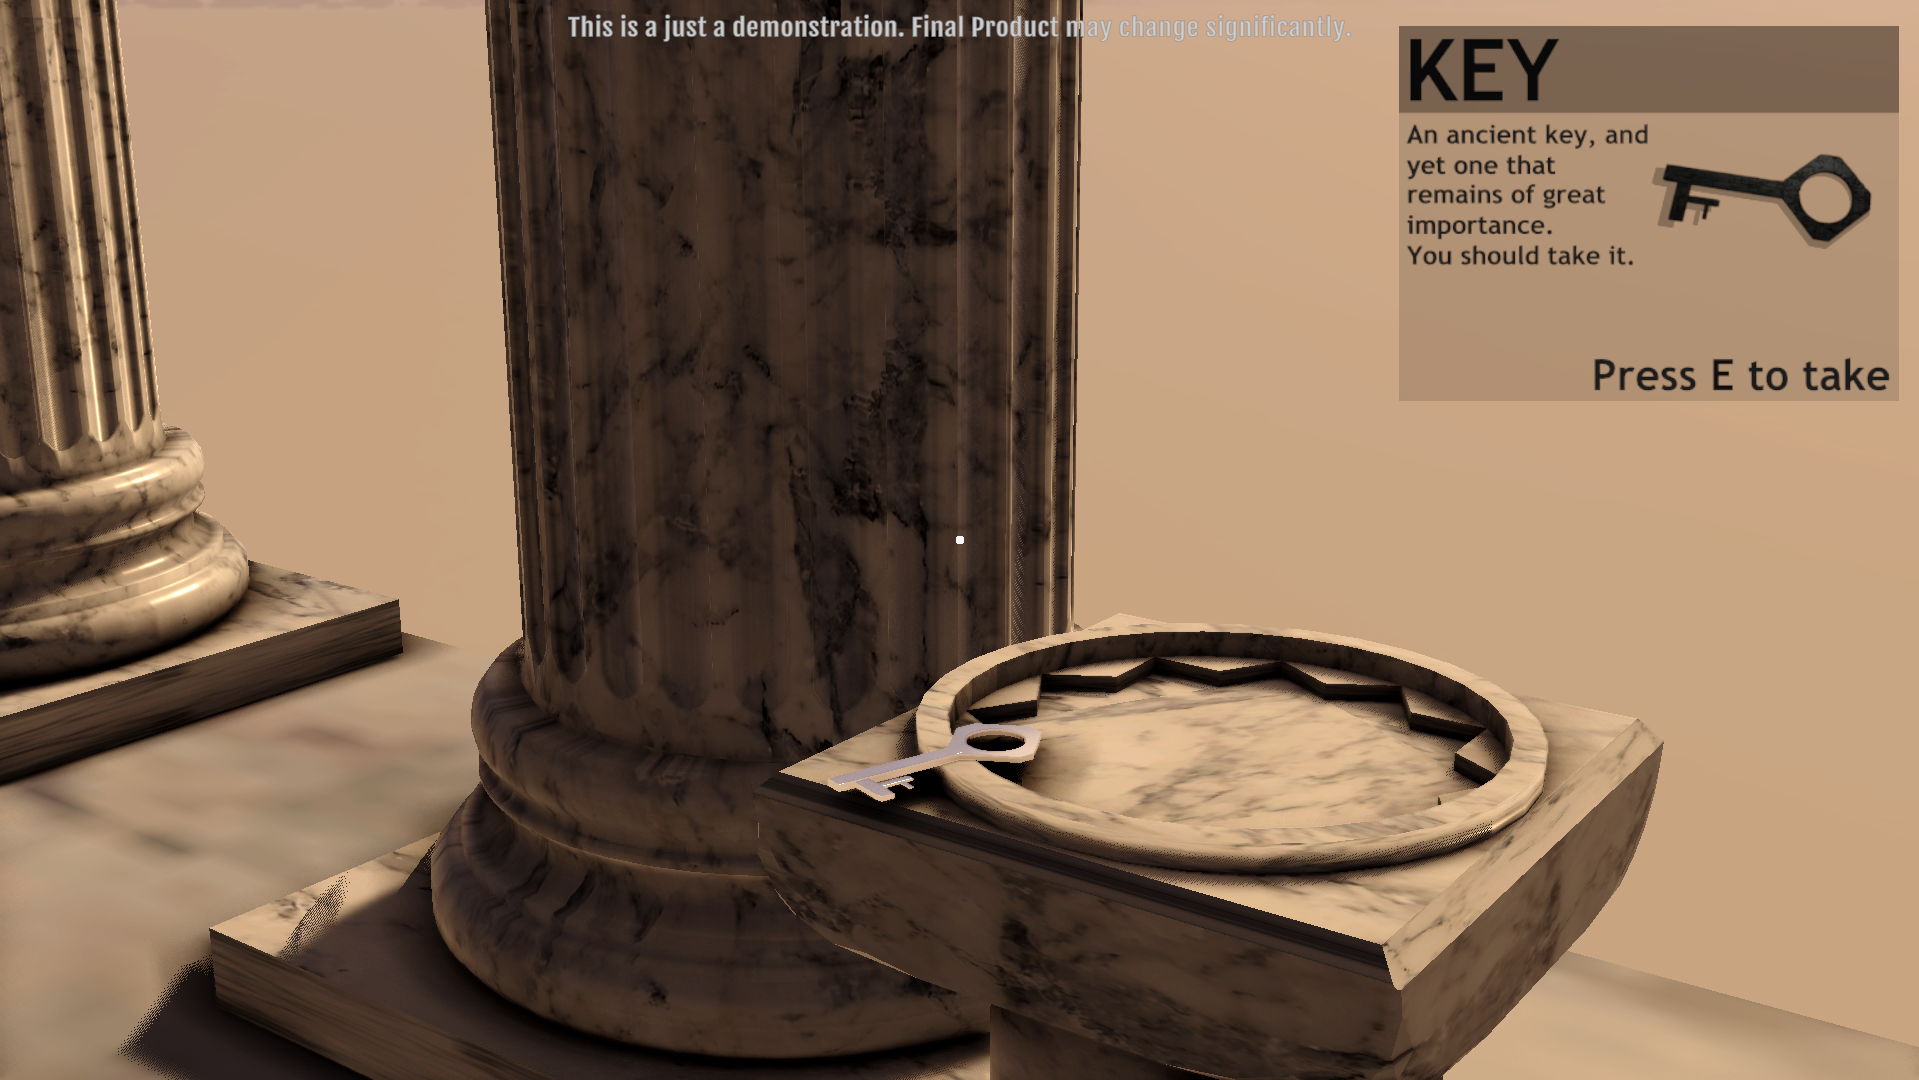 This is a just a demonstration. Final Product may change significantly.
KEY
An ancient key, and
yet one that
remains of great
importance.
You should take it.
Press E to take